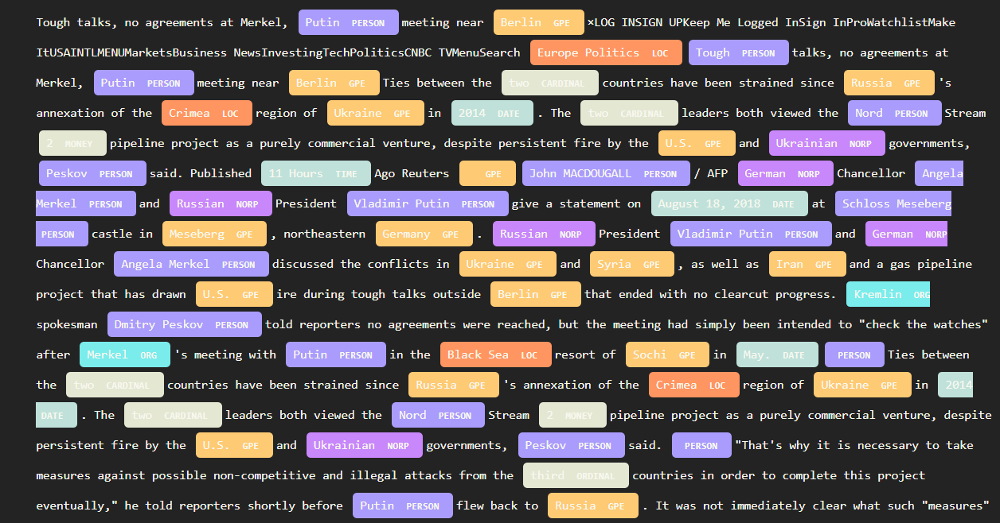 Tough talks, no agreements at Merkel, Putin PERSON meeting near Berlin GPE ×LOG INSIGN UPKeep Me Logged InSign InProWatchlistMake
ItUSAINTLMENUMarketsBusiness NewsInvestingTechPoliticsCNBC TVMenuSearch Europe Politics LOC Tough PERSON talks, no agreements at
Merkel, Putin PERSON meeting near Berlin GPE Ties between the two CARDINAL countries have been strained since Russia GPE 's
annexation of the Crimea LOC region of Ukraine GPE in 2014 DATE . The two CARDINAL leaders both viewed the Nord PERSON Stream
2 MONEY pipeline project as a purely commercial venture, despite persistent fire by the U.S. GPE and Ukrainian NORP governments,
Peskov PERSON said. Published 11 Hours TIME Ago Reuters GPE John MACDOUGALL PERSON / AFP German NORP Chancellor Angela
Merkel PERSON and Russian NORP President Vladimir Putin PERSON give a statement on August 18, 2018 DATE at Schloss Meseberg
PERSON castle in Meseberg GPE , northeastern Germany GPE . Russian NORP President Vladimir Putin PERSON and German NORP
Chancellor Angela Merkel PERSON discussed the conflicts in Ukraine GPE and Syria GPE , as well as Iran GPE and a gas pipeline
project that has drawn U.S. GPE ire during tough talks outside Berlin GPE that ended with no clearcut progress. Kremlin ORG
spokesman Dmitry Peskov PERSON told reporters no agreements were reached, but the meeting had simply been intended to "check the watches"
after Merkel ORG 's meeting with Putin PERSON in the Black Sea LOC resort of Sochi GPE in May. DATE PERSON Ties between
the two CARDINAL countries have been strained since Russia GPE 's annexation of the Crimea LOC region of Ukraine GPE in 2014
DATE . The two CARDINAL leaders both viewed the Nord PERSON Stream 2 MONEY pipeline project as a purely commercial venture, despite
persistent fire by the U.S. GPE and Ukrainian NORP governments, Peskov PERSON said. PERSON "That's why it is necessary to take
measures against possible non-competitive and illegal attacks from the third ORDINAL countries in order to complete this project
eventually," he told reporters shortly before Putin PERSON flew back to Russia GPE . It was not immediately clear what such "measures"